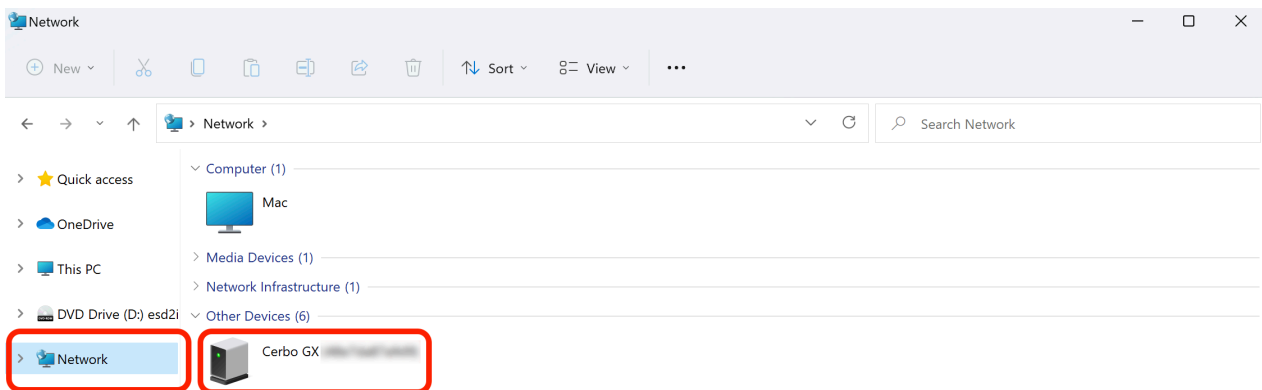 Network
New
Sort
View
Network
Search Network
Quick access
OneDrive
This PC
DVD Drive (D:) esd2i
Network
Computer (1)
Mac
Media Devices (1)
Network Infrastructure (1)
Other Devices (6)
Cerbo GX